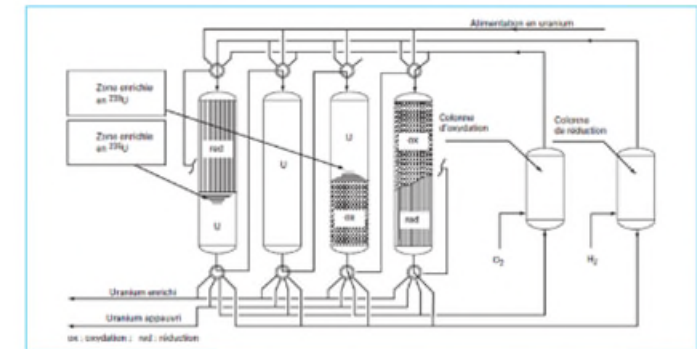 Alimentation en uranium
Zone enrichie
en 238U
Zone enrichie
en 235U
red
U
U
U
ox
ox
red
Colonne
d'oxydation
Colonne
de réduction
O2
H2
Uranium enrichi
Uranium appauvri
ox : oxydation ; red : réduction